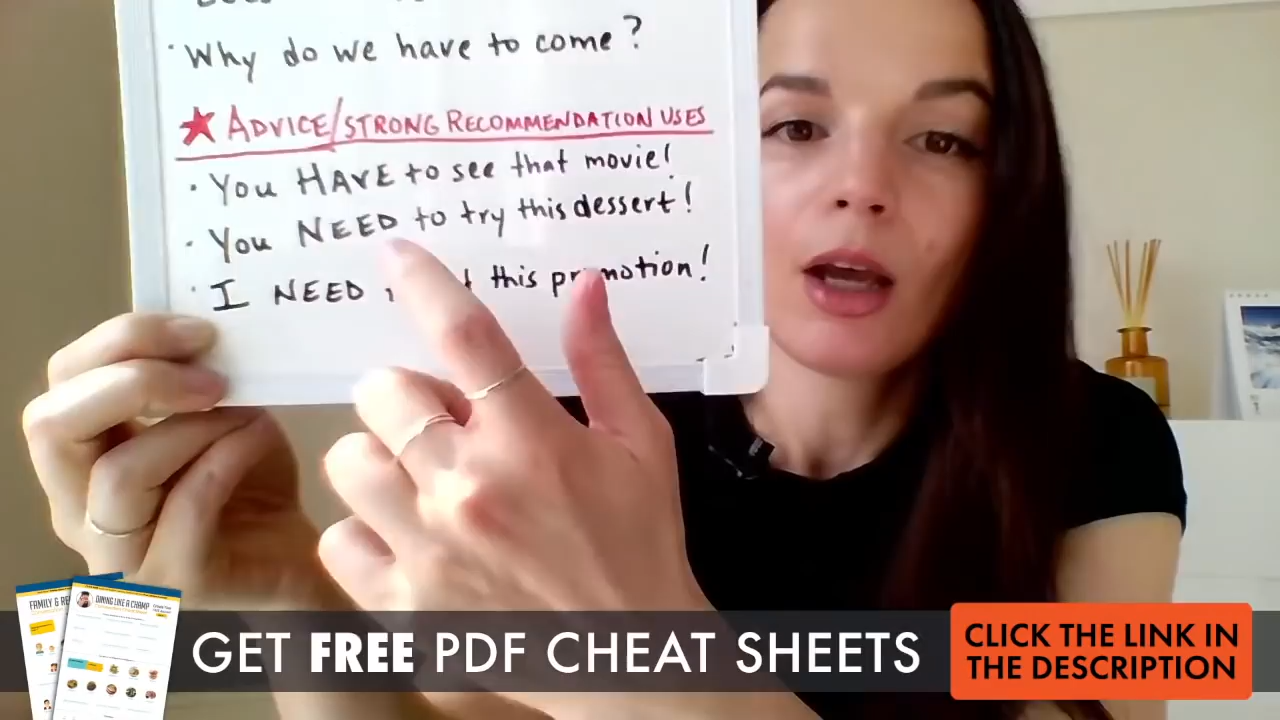 • Why do we have to come?
★ ADVICE/STRONG RECOMMENDATION USES
• You HAVE to see that movie!
• You NEED to try this dessert!
• I NEED this promotion!
FAMILY & RE
DINING LIKE A CHAMP
GET FREE PDF CHEAT SHEETS
CLICK THE LINK IN
THE DESCRIPTION